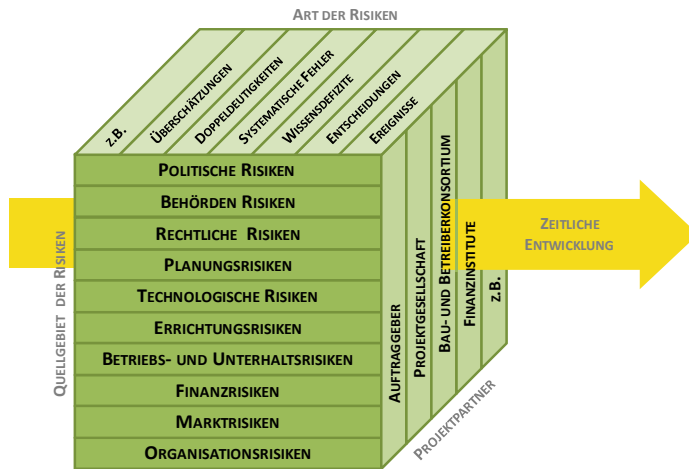 ART DER RISIKEN
Z.B.
ÜBERSCHÄTZUNGEN
DOPPELDEUTIGKEITEN
SYSTEMATISCHE FEHLER
WISSENSDEFIZITE
ENTSCHEIDUNGEN
EREIGNISSE
QUELLGEBIET DER RISIKEN
POLITISCHE RISIKEN
BEHÖRDEN RISIKEN
RECHTLICHE RISIKEN
PLANUNGSRISIKEN
TECHNOLOGISCHE RISIKEN
ERRICHTUNGSRISIKEN
BETRIEBS- UND UNTERHALTSRISIKEN
FINANZRISIKEN
MARKTRISIKEN
ORGANISATIONSRISIKEN
AUFTRAGGEBER
PROJEKTGESELLSCHAFT
BAU- UND BETREIBERKONSORTIUM
FINANZINSTITUTE
Z.B.
PROJEKTPARTNER
ZEITLICHE
ENTWICKLUNG